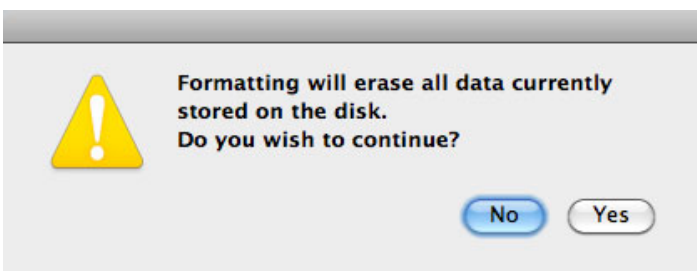 Formatting will erase all data currently
stored on the disk.
Do you wish to continue?
No Yes